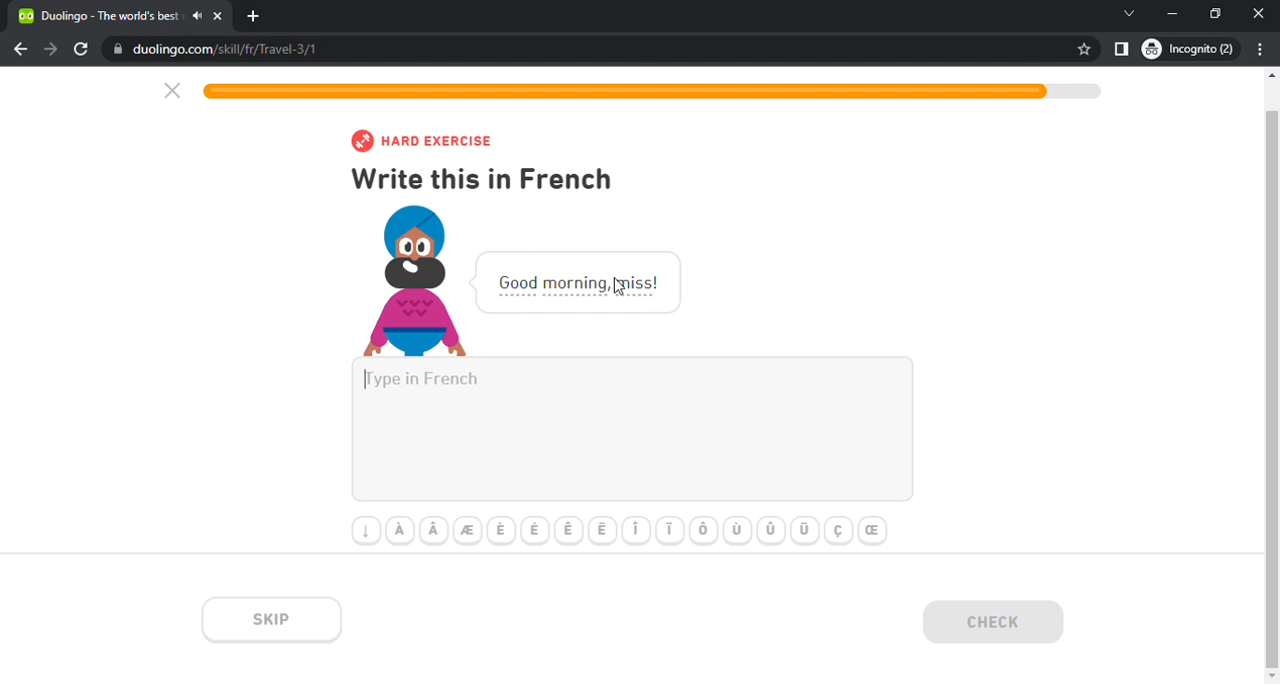 Duolingo - The world's best
duolingo.com/skill/fr/Travel-3/1
Incognito (2)
HARD EXERCISE
Write this in French
Good morning, miss!
Type in French
↓ À Â Æ È É Ê Ë Î Ï Ô Ù Û Ü Ç Œ
SKIP
CHECK